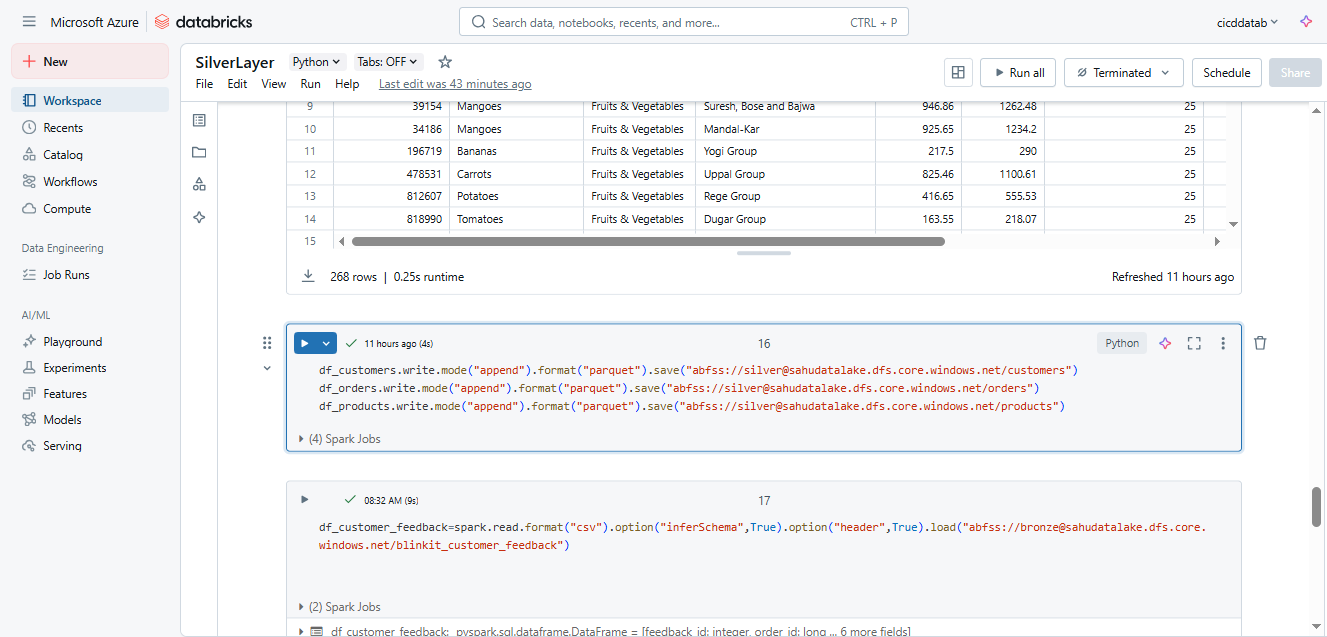 Microsoft Azure databricks
Search data, notebooks, recents, and more... CTRL + P
cicddatab
New
Workspace
Recents
Catalog
Workflows
Compute
Data Engineering
Job Runs
AI/ML
Playground
Experiments
Features
Models
Serving
SilverLayer Python Tabs: OFF
File Edit View Run Help Last edit was 43 minutes ago
Run all Terminated Schedule Share
9 39154 Mangoes Fruits & Vegetables Suresh, Bose and Bajwa 946.86 1262.48 25
10 34186 Mangoes Fruits & Vegetables Mandal-Kar 925.65 1234.2 25
11 196719 Bananas Fruits & Vegetables Yogi Group 217.5 290 25
12 478531 Carrots Fruits & Vegetables Uppal Group 825.46 1100.61 25
13 812607 Potatoes Fruits & Vegetables Rege Group 416.65 555.53 25
14 818990 Tomatoes Fruits & Vegetables Dugar Group 163.55 218.07 25
15
268 rows | 0.25s runtime Refreshed 11 hours ago
11 hours ago (4s) 16 Python
df_customers.write.mode("append").format("parquet").save("abfss://silver@sahudatalake.dfs.core.windows.net/customers")
df_orders.write.mode("append").format("parquet").save("abfss://silver@sahudatalake.dfs.core.windows.net/orders")
df_products.write.mode("append").format("parquet").save("abfss://silver@sahudatalake.dfs.core.windows.net/products")
(4) Spark Jobs
08:32 AM (9s) 17
df_customer_feedback=spark.read.format("csv").option("inferSchema",True).option("header",True).load("abfss://bronze@sahudatalake.dfs.core.
windows.net/blinkit_customer_feedback")
(2) Spark Jobs
df_customer_feedback: pyspark.sql.dataframe.DataFrame = [feedback_id: integer, order_id: long ... 6 more fields]